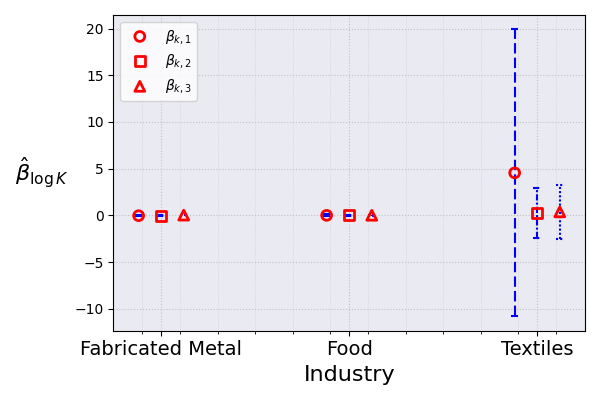 20
15
10
5
0
−5
−10
β_{k,1}
β_{k,2}
β_{k,3}
β̂_{log K}
Fabricated Metal Food Textiles
Industry